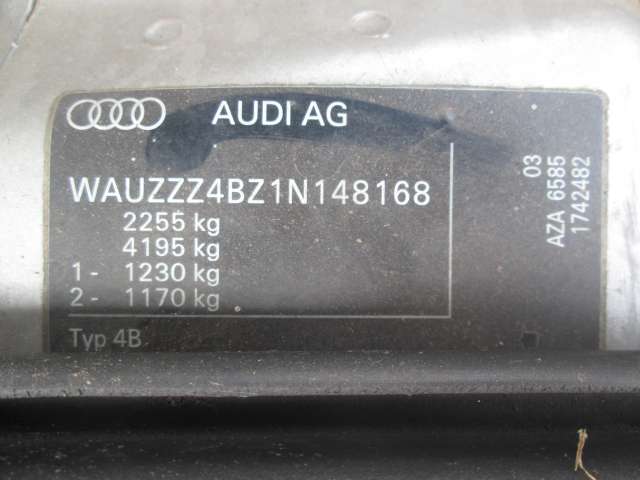 AUDI AG
WAUZZZ4BZ1N148168
2255 kg
4195 kg
1 - 1230 kg
2 - 1170 kg
Typ 4B
03
AZA 6585
1742482